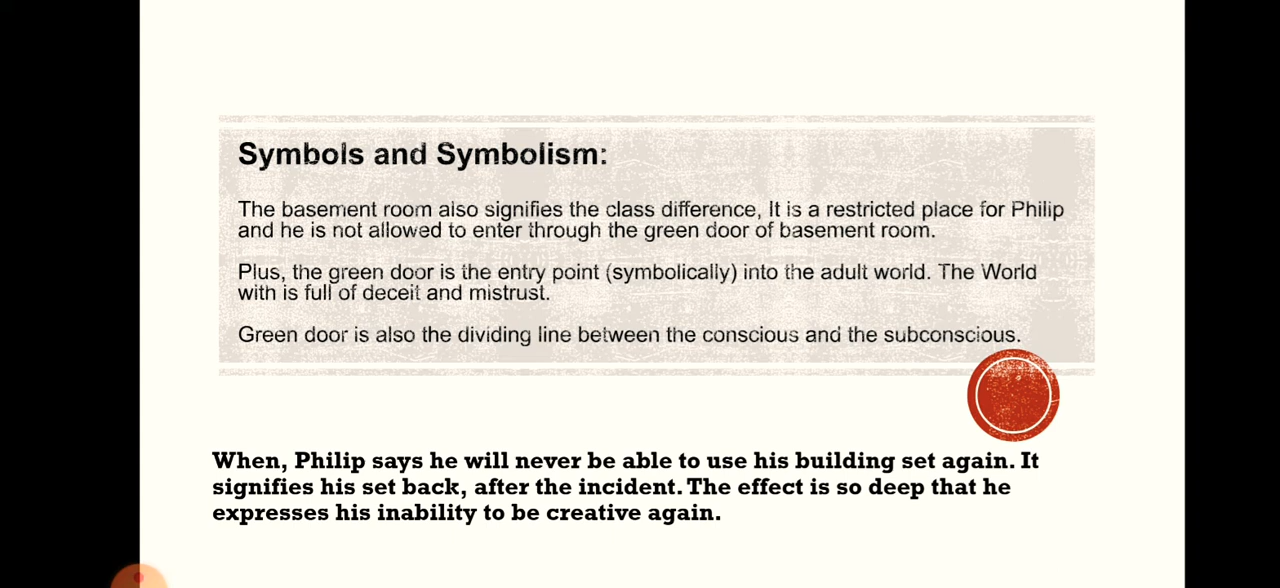 Symbols and Symbolism:
The basement room also signifies the class difference, It is a restricted place for Philip
and he is not allowed to enter through the green door of basement room.
Plus, the green door is the entry point (symbolically) into the adult world. The World
with is full of deceit and mistrust.
Green door is also the dividing line between the conscious and the subconscious.
When, Philip says he will never be able to use his building set again. It
signifies his set back, after the incident. The effect is so deep that he
expresses his inability to be creative again.